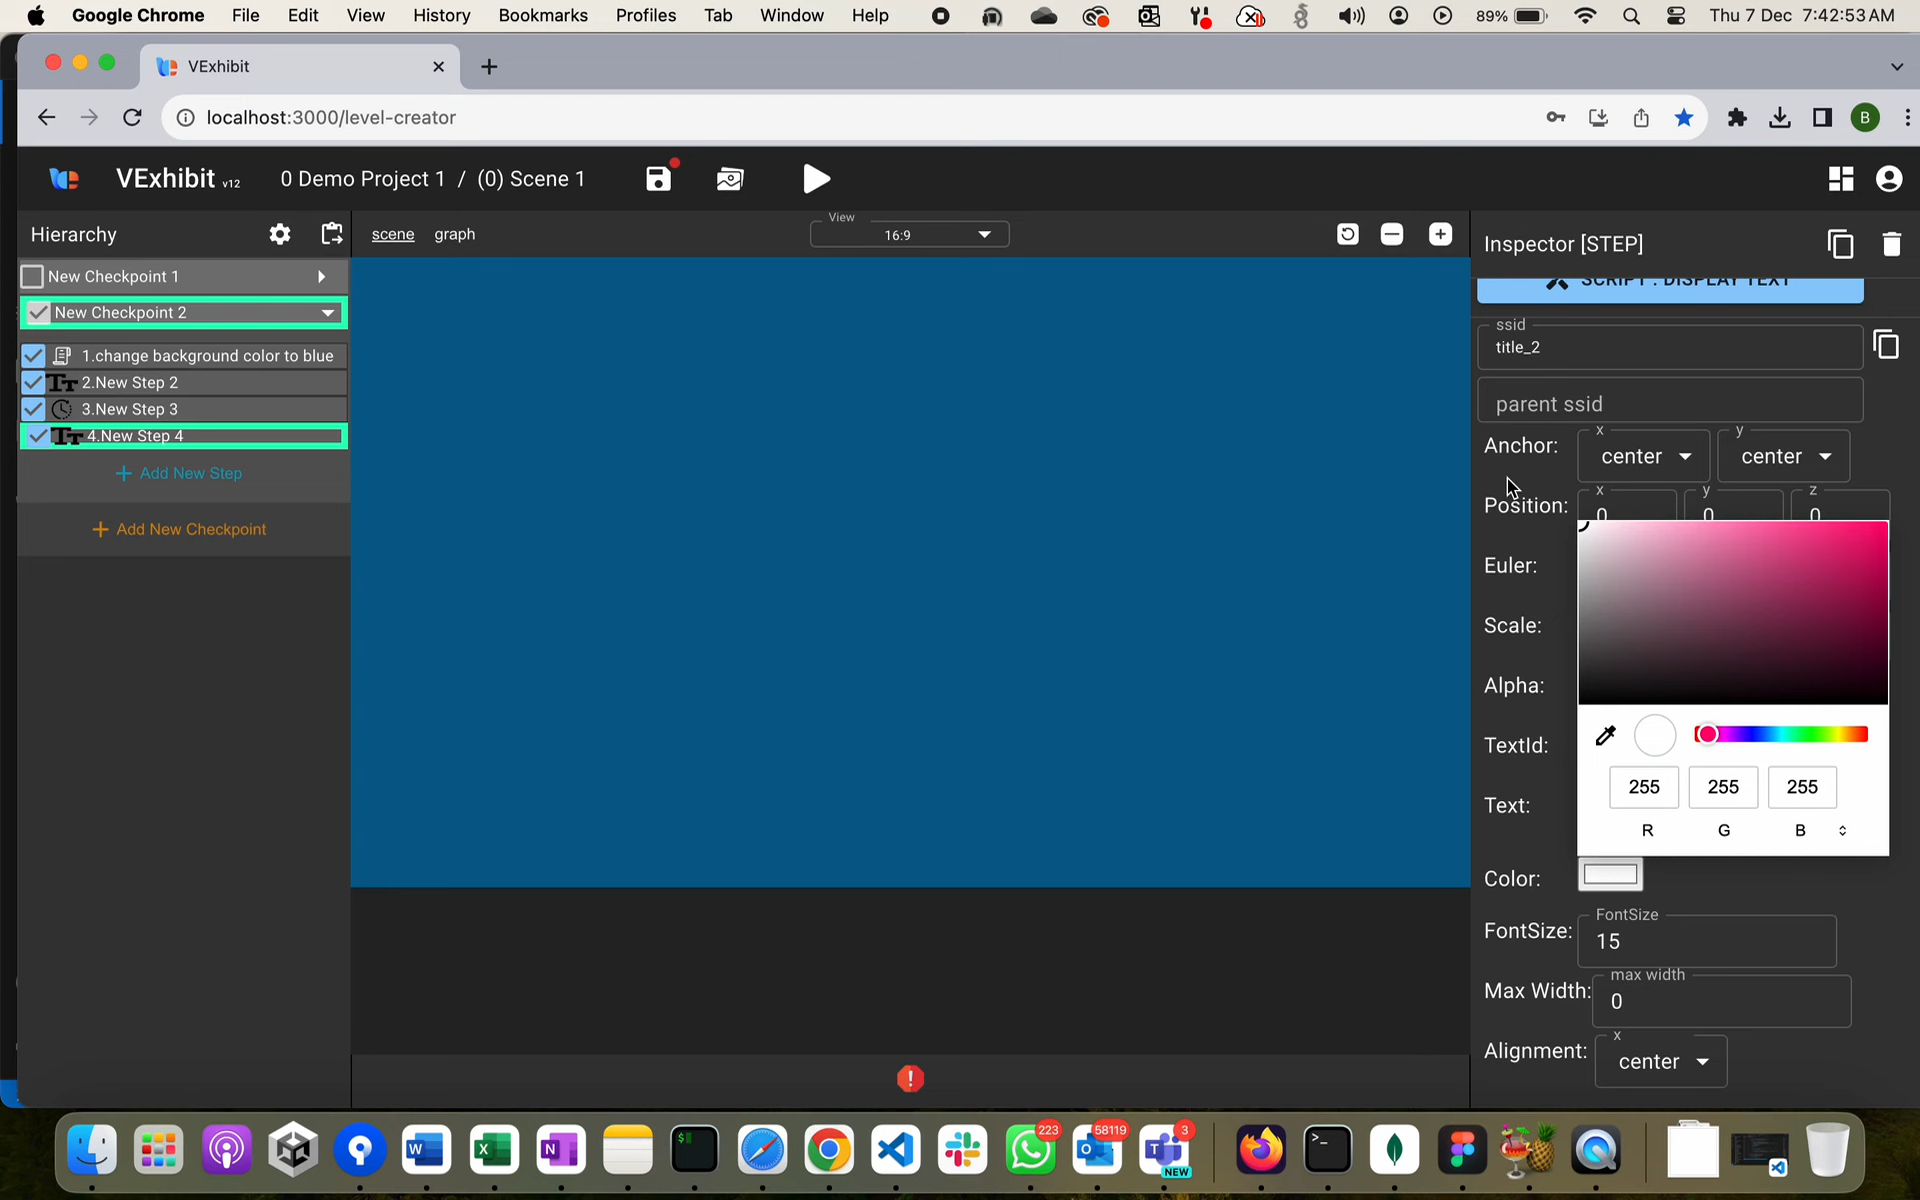 Google Chrome File Edit View History Bookmarks Profiles Tab Window Help 89% Thu 7 Dec 7:42:53 AM
VExhibit
localhost:3000/level-creator
B
VExhibit v12 0 Demo Project 1 / (0) Scene 1
Hierarchy
scene graph
View
16:9
Inspector [STEP]
New Checkpoint 1
New Checkpoint 2
1.change background color to blue
2.New Step 2
3.New Step 3
4.New Step 4
+ Add New Step
+ Add New Checkpoint
SCRIPT : DISPLAY TEXT
ssid
title_2
parent ssid
Anchor: x center y center
Position: x 0 y 0 z 0
Euler:
Scale:
Alpha:
TextId:
Text:
255 255 255
R G B
Color:
FontSize: FontSize 15
Max Width: max width 0
Alignment: x center
223 58119 3
NEW